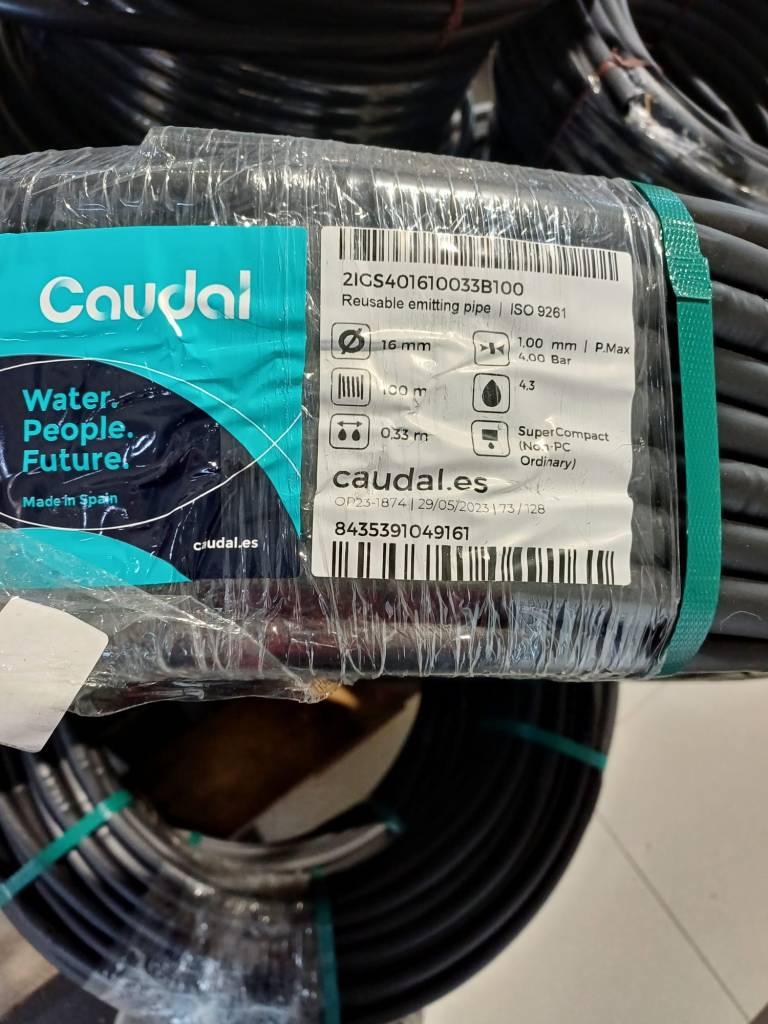 Caudal
Water.
People.
Future.
Made in Spain
caudal.es
2IGS401610033B100
Reusable emitting pipe | ISO 9261
16 mm
1,00 mm | P.Max
4,00 Bar
100 m
4,3
0,33 m
SuperCompact
(Non-PC
Ordinary)
caudal.es
OP23-1874 | 29/05/2023 | 73 / 128
8435391049161